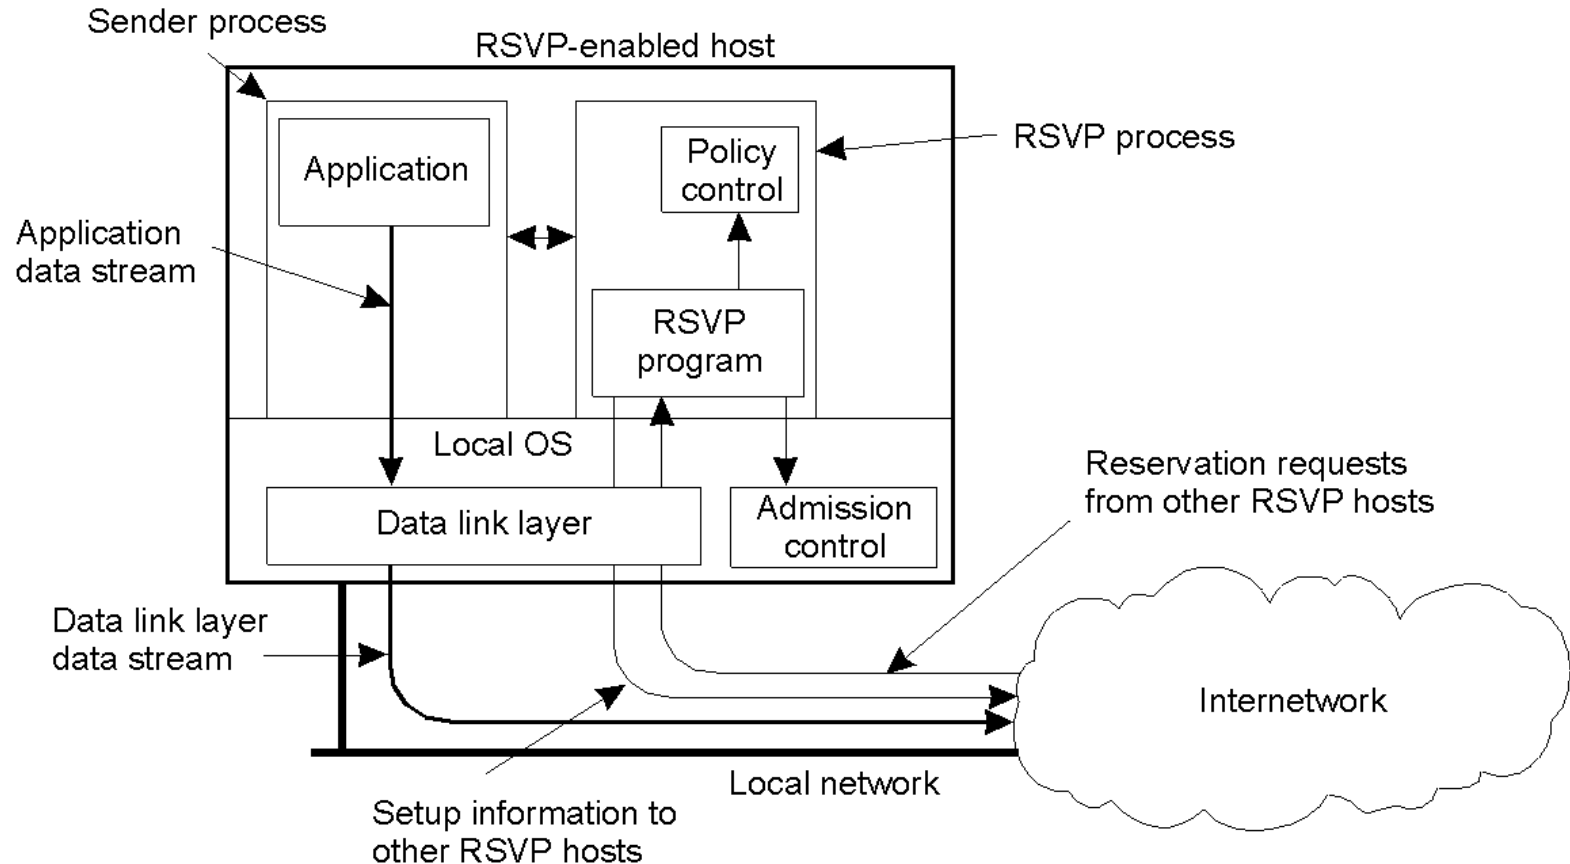 Sender process
RSVP-enabled host
Application
Policy
control
RSVP process
Application
data stream
RSVP
program
Local OS
Data link layer
Admission
control
Reservation requests
from other RSVP hosts
Data link layer
data stream
Internetwork
Local network
Setup information to
other RSVP hosts